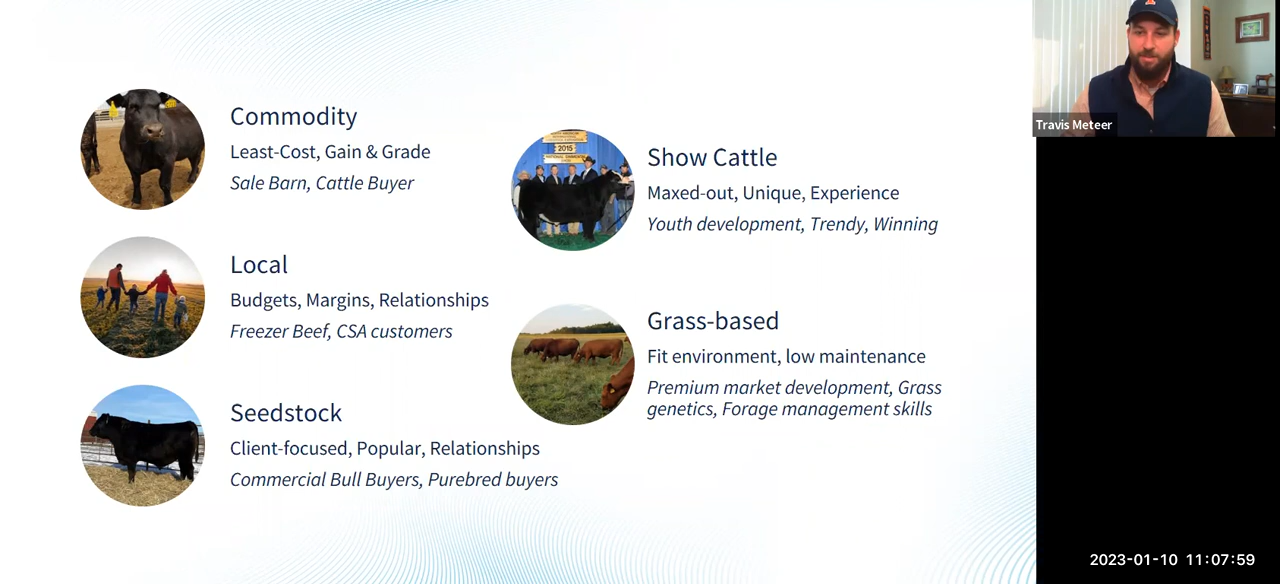 Commodity
Least-Cost, Gain & Grade
Sale Barn, Cattle Buyer
Local
Budgets, Margins, Relationships
Freezer Beef, CSA customers
Seedstock
Client-focused, Popular, Relationships
Commercial Bull Buyers, Purebred buyers
2015
Show Cattle
Maxed-out, Unique, Experience
Youth development, Trendy, Winning
Grass-based
Fit environment, low maintenance
Premium market development, Grass
genetics, Forage management skills
Travis Meteer
2023-01-10 11:07:59